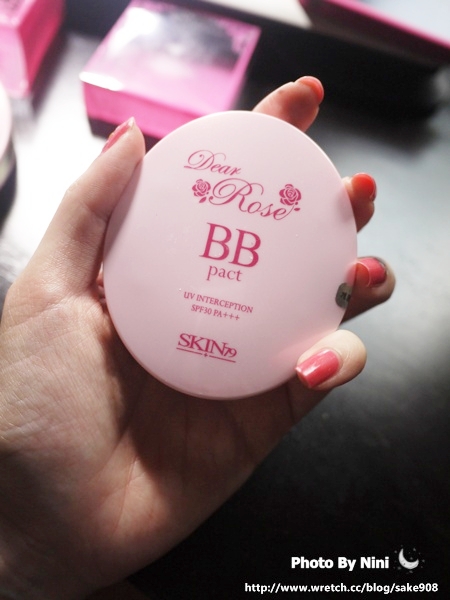 Dear
Rose
BB
pact
UV INTERCEPTION
SPF30 PA+++
SKIN79
Photo By Nini
http://www.wretch.cc/blog/sake908